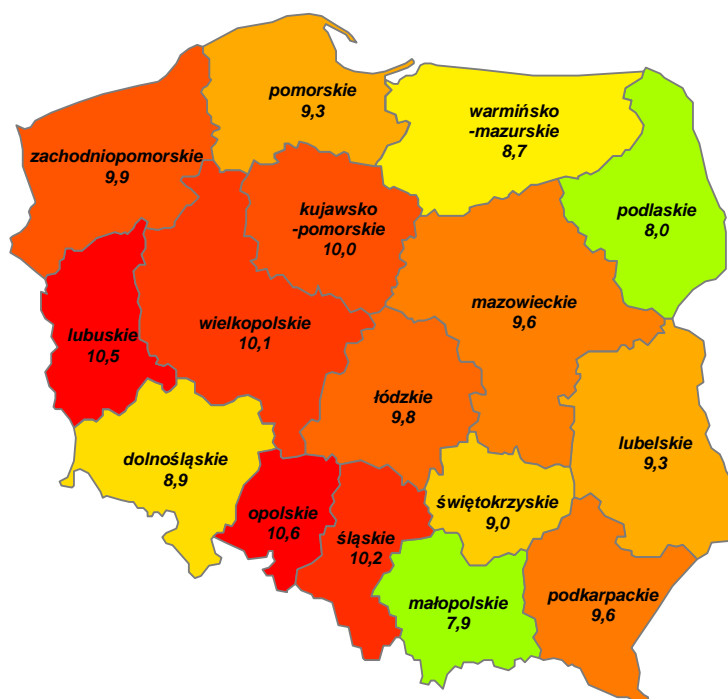 pomorskie
9,3
warmińsko
-mazurskie
8,7
zachodniopomorskie
9,9
kujawsko
-pomorskie
10,0
podlaskie
8,0
mazowieckie
9,6
lubuskie
10,5
wielkopolskie
10,1
łódzkie
9,8
lubelskie
9,3
dolnośląskie
8,9
świętokrzyskie
9,0
opolskie
10,6
śląskie
10,2
małopolskie
7,9
podkarpackie
9,6